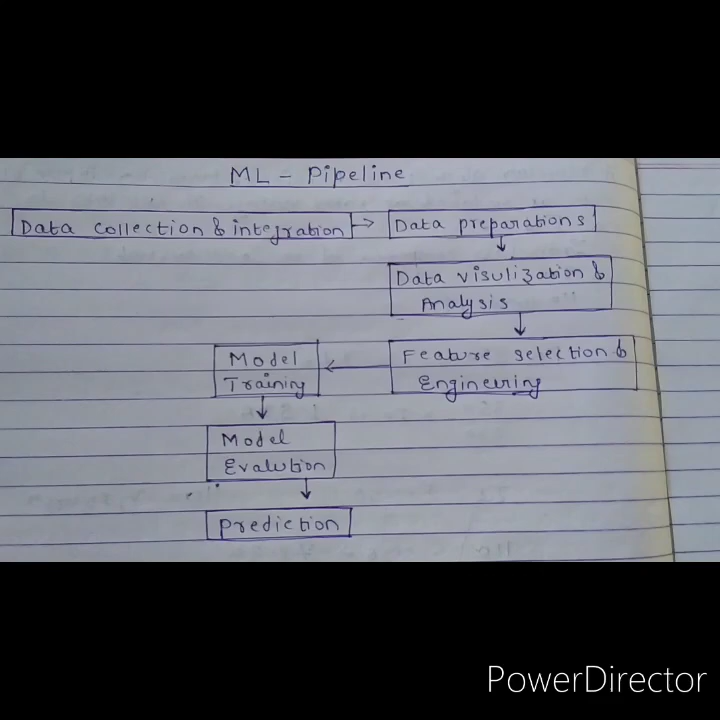 ML - Pipeline
Data collection & integration
Data preparations
Data visulization &
Analysis
Feature selection &
Engineering
Model
Training
Model
Evalution
Prediction
PowerDirector